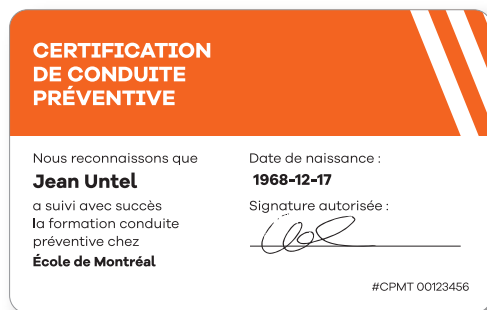 CERTIFICATION
DE CONDUITE
PRÉVENTIVE
Nous reconnaissons que
Jean Untel
a suivi avec succès
la formation conduite
préventive chez
École de Montréal
Date de naissance :
1968-12-17
Signature autorisée :
#CPMT 00123456